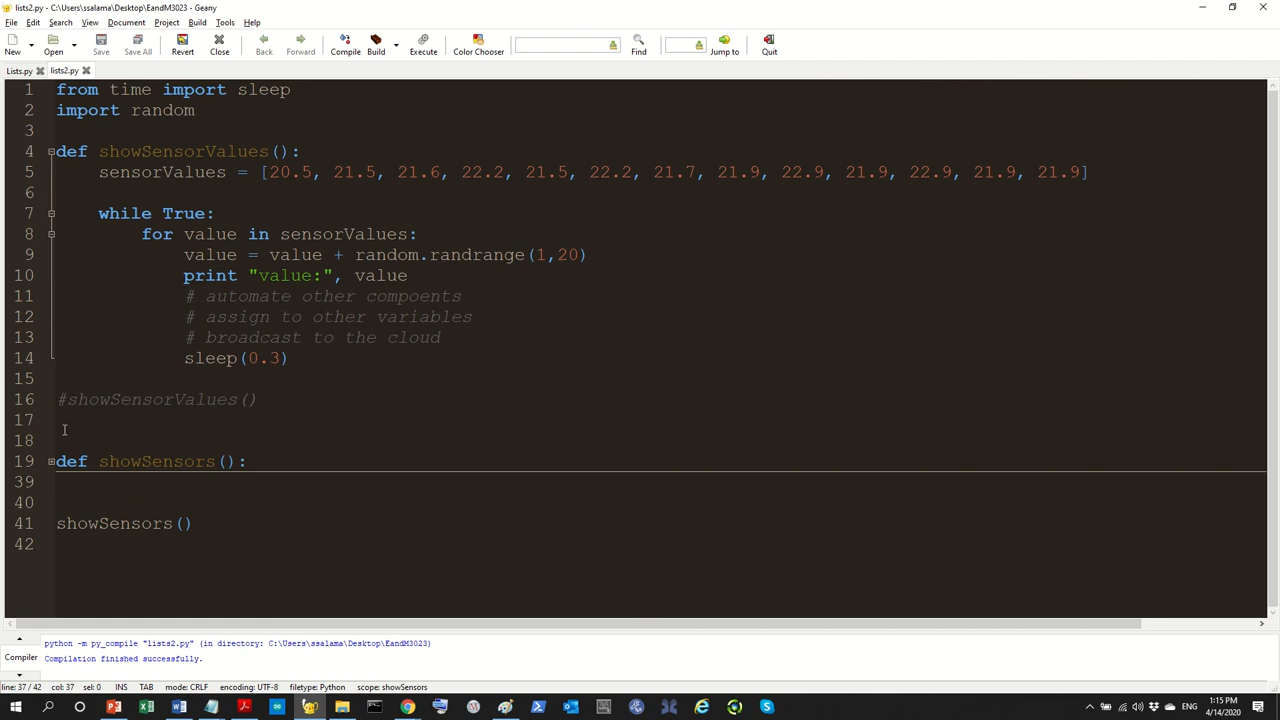 lists2.py - C:\Users\ssalama\Desktop\EandM3023 - Geany
File Edit Search View Document Project Build Tools Help
New Open Save Save All Revert Close Back Forward Compile Build Execute Color Chooser Find Jump to Quit
Lists.py lists2.py
1 from time import sleep
2 import random
3
4 def showSensorValues():
5 sensorValues = [20.5, 21.5, 21.6, 22.2, 21.5, 22.2, 21.7, 21.9, 22.9, 21.9, 22.9, 21.9, 21.9]
6
7 while True:
8 for value in sensorValues:
9 value = value + random.randrange(1,20)
10 print "value:", value
11 # automate other compoents
12 # assign to other variables
13 # broadcast to the cloud
14 sleep(0.3)
15
16 #showSensorValues()
17
18
19 def showSensors():
39
40
41 showSensors()
42
python -m py_compile "lists2.py" (in directory: C:\Users\ssalama\Desktop\EandM3023)
Compiler Compilation finished successfully.
line: 37 / 42 col: 37 sel: 0 INS TAB mode: CRLF encoding: UTF-8 filetype: Python scope: showSensors
1:15 PM
4/14/2020